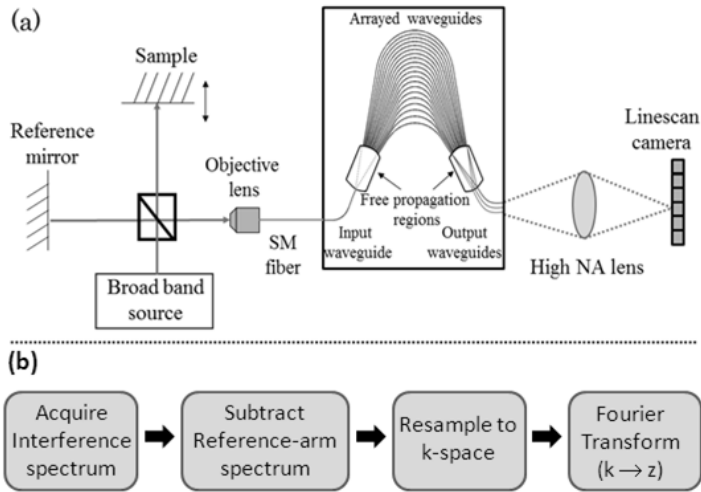 (a)
Arrayed waveguides
Sample
Reference
mirror
Objective
lens
Linescan
camera
Free propagation
regions
SM
fiber
Input
waveguide
Output
waveguides
High NA lens
Broad band
source
(b)
Acquire
Interference
spectrum
Subtract
Reference-arm
spectrum
Resample to
k-space
Fourier
Transform
(k → z)